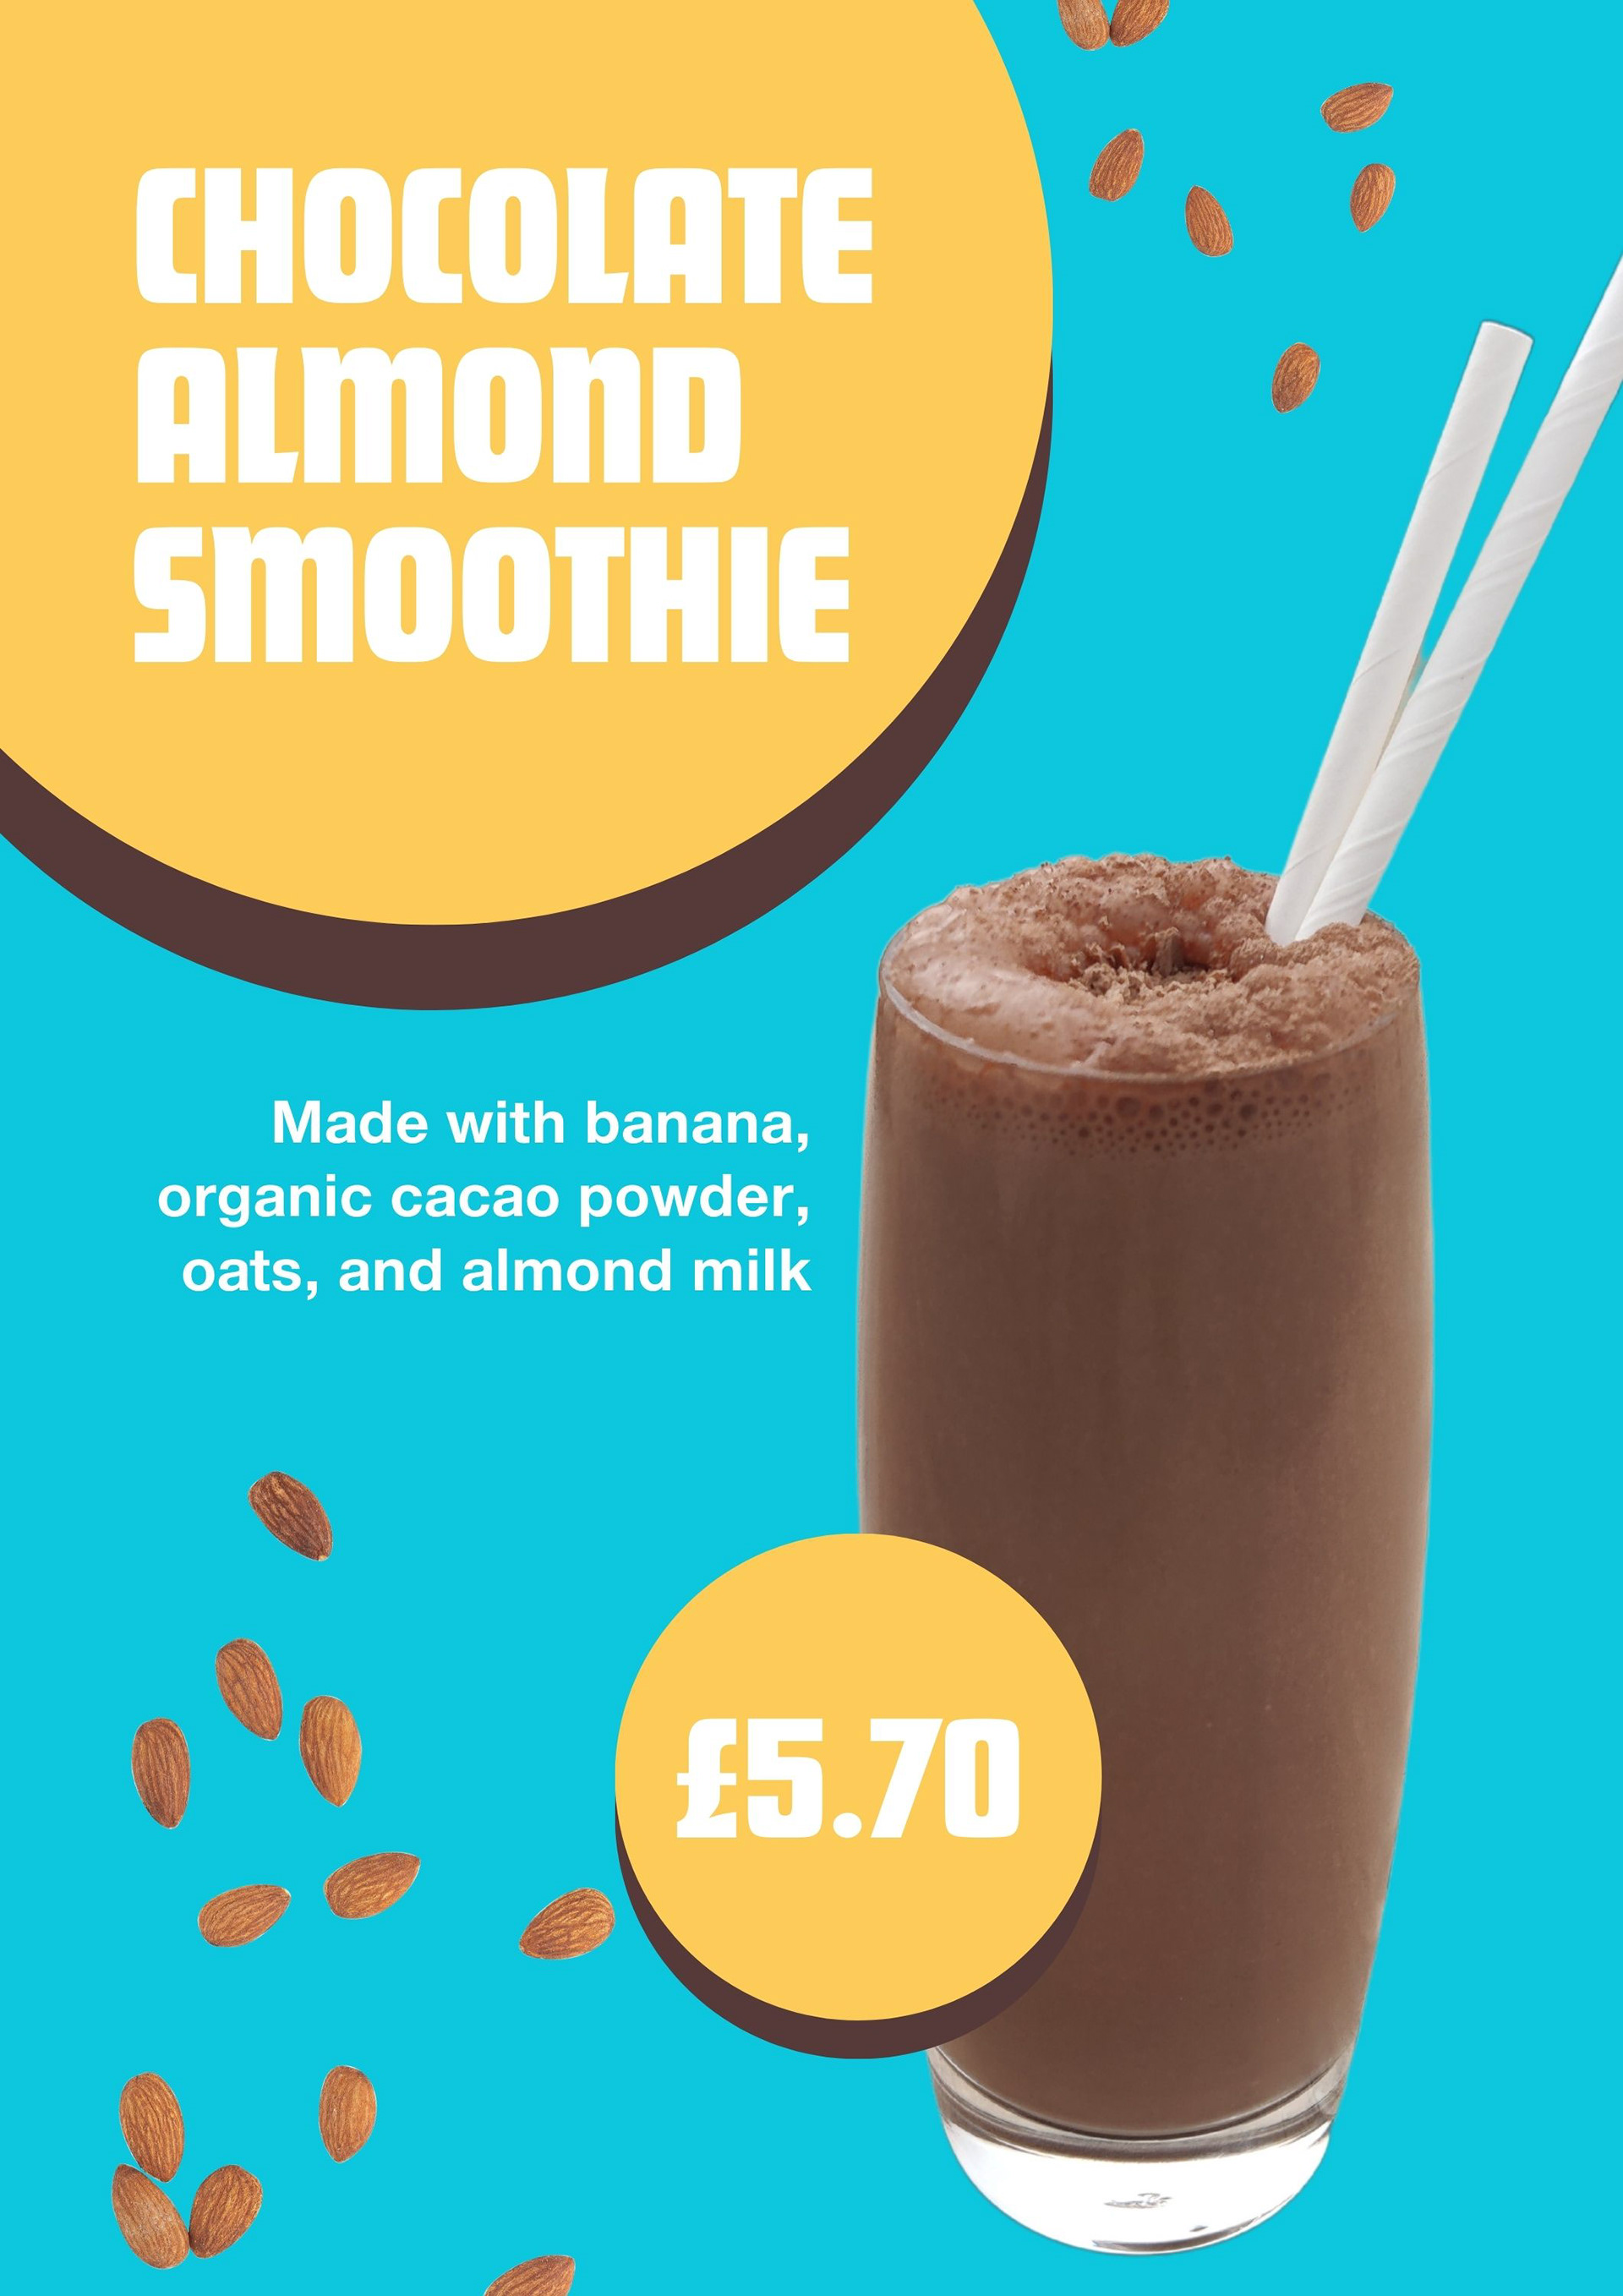 CHOCOLATE
ALMOND
SMOOTHIE
Made with banana,
organic cacao powder,
oats, and almond milk
£5.70